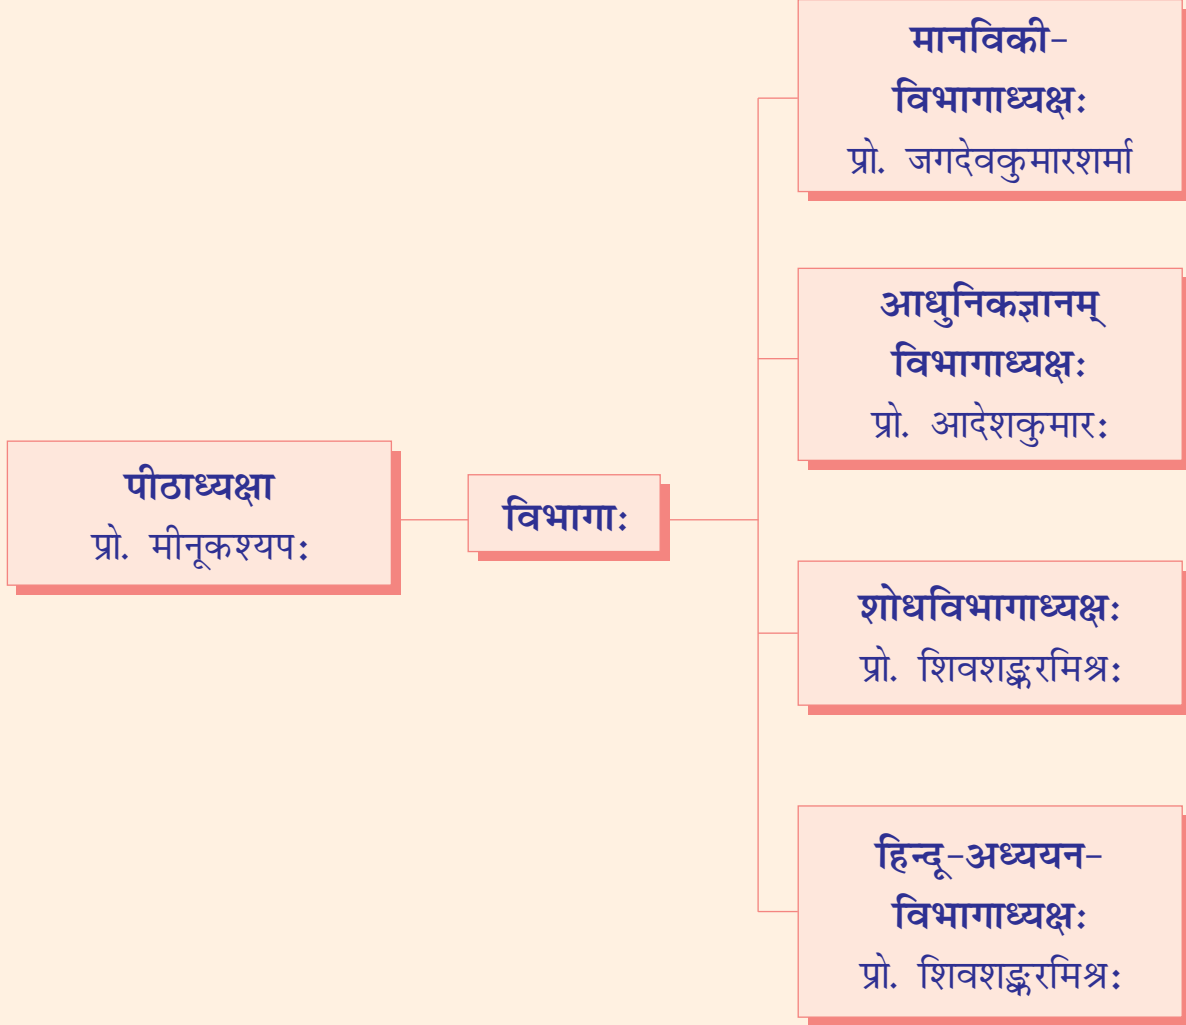 मानविकी-
विभागाध्यक्षः
प्रो. जगदेवकुमारशर्मा
आधुनिकज्ञानम्
विभागाध्यक्षः
प्रो. आदेशकुमारः
पीठाध्यक्षा
प्रो. मीनूकश्यपः
विभागाः
शोधविभागाध्यक्षः
प्रो. शिवशङ्करमिश्रः
हिन्दू-अध्ययन-
विभागाध्यक्षः
प्रो. शिवशङ्करमिश्रः